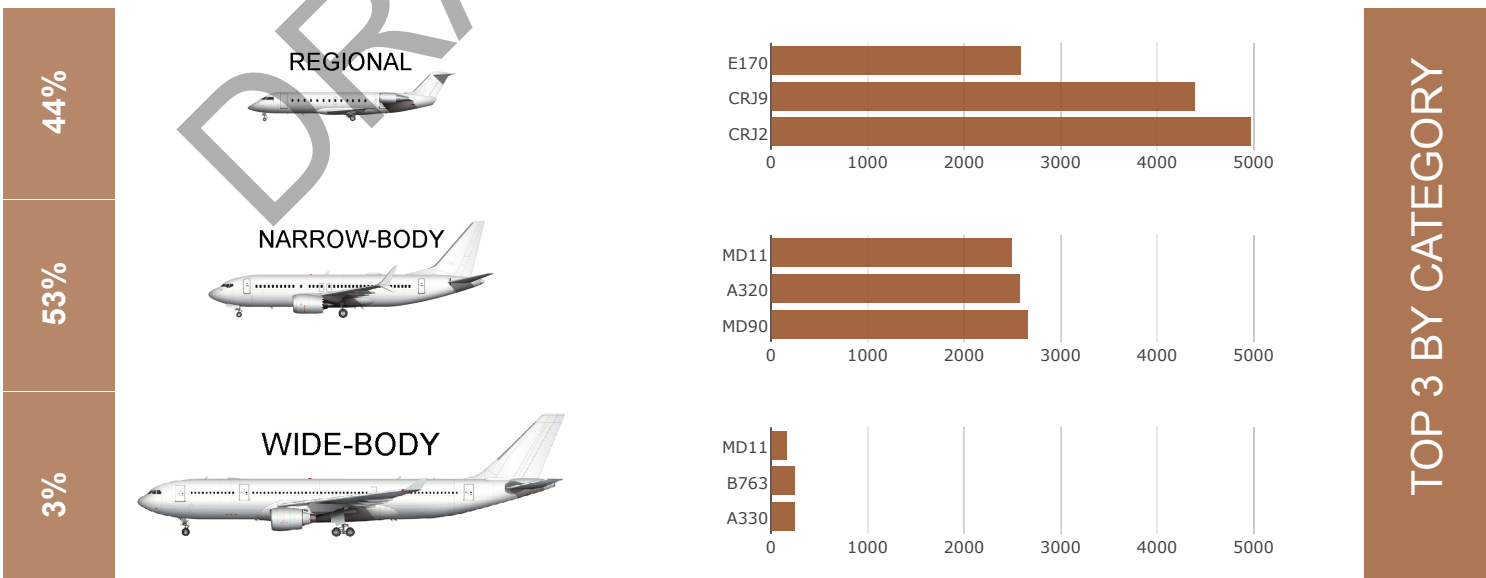 44%
REGIONAL
E170
CRJ9
CRJ2
0 1000 2000 3000 4000 5000
53%
NARROW-BODY
MD11
A320
MD90
0 1000 2000 3000 4000 5000
3%
WIDE-BODY
MD11
B763
A330
0 1000 2000 3000 4000 5000
TOP 3 BY CATEGORY
DRA